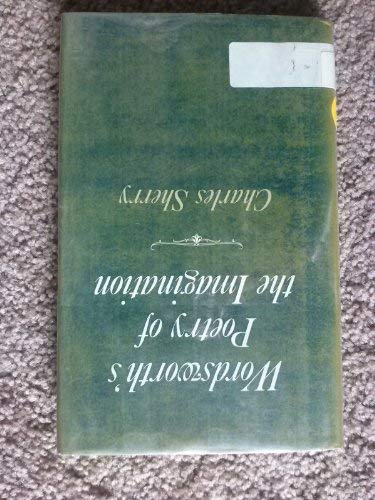 Wordsworth's
Poetry of
the Imagination
Charles Sherry